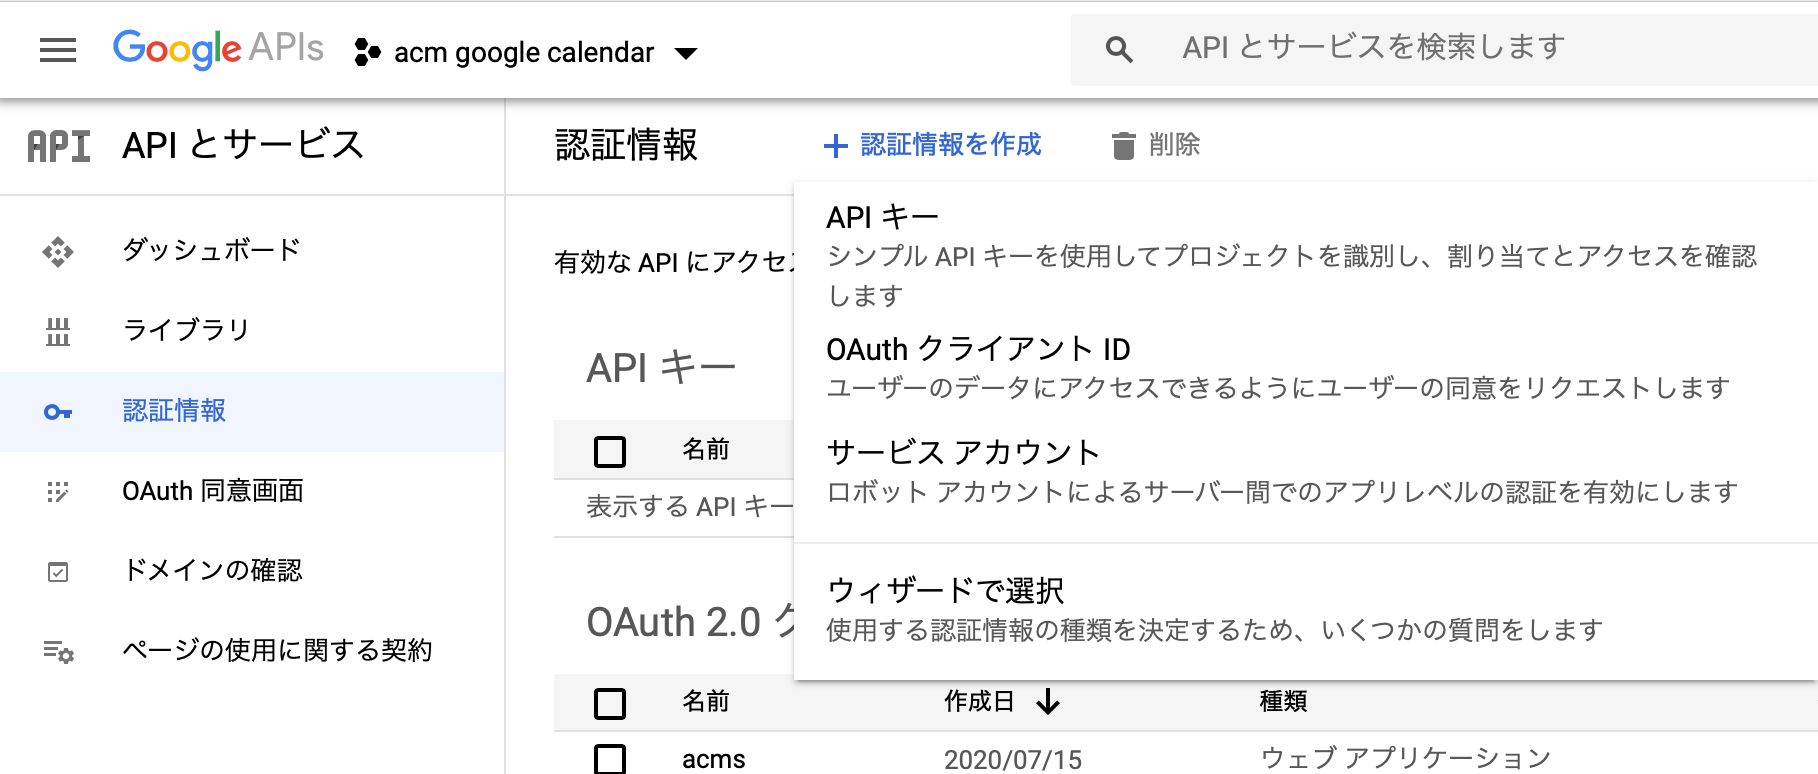 Google APIs
acm google calendar
API とサービスを検索します
API API とサービス
認証情報
認証情報を作成
削除
ダッシュボード
ライブラリ
認証情報
OAuth 同意画面
ドメインの確認
ページの使用に関する契約
有効な API にアクセ
API キー
名前
表示する API キー
OAuth 2.0
API キー
シンプル API キーを使用してプロジェクトを識別し、割り当てとアクセスを確認
します
OAuth クライアント ID
ユーザーのデータにアクセスできるようにユーザーの同意をリクエストします
サービス アカウント
ロボット アカウントによるサーバー間でのアプリレベルの認証を有効にします
ウィザードで選択
使用する認証情報の種類を決定するため、いくつかの質問をします
名前 作成日 種類
acms 2020/07/15 ウェブ アプリケーション